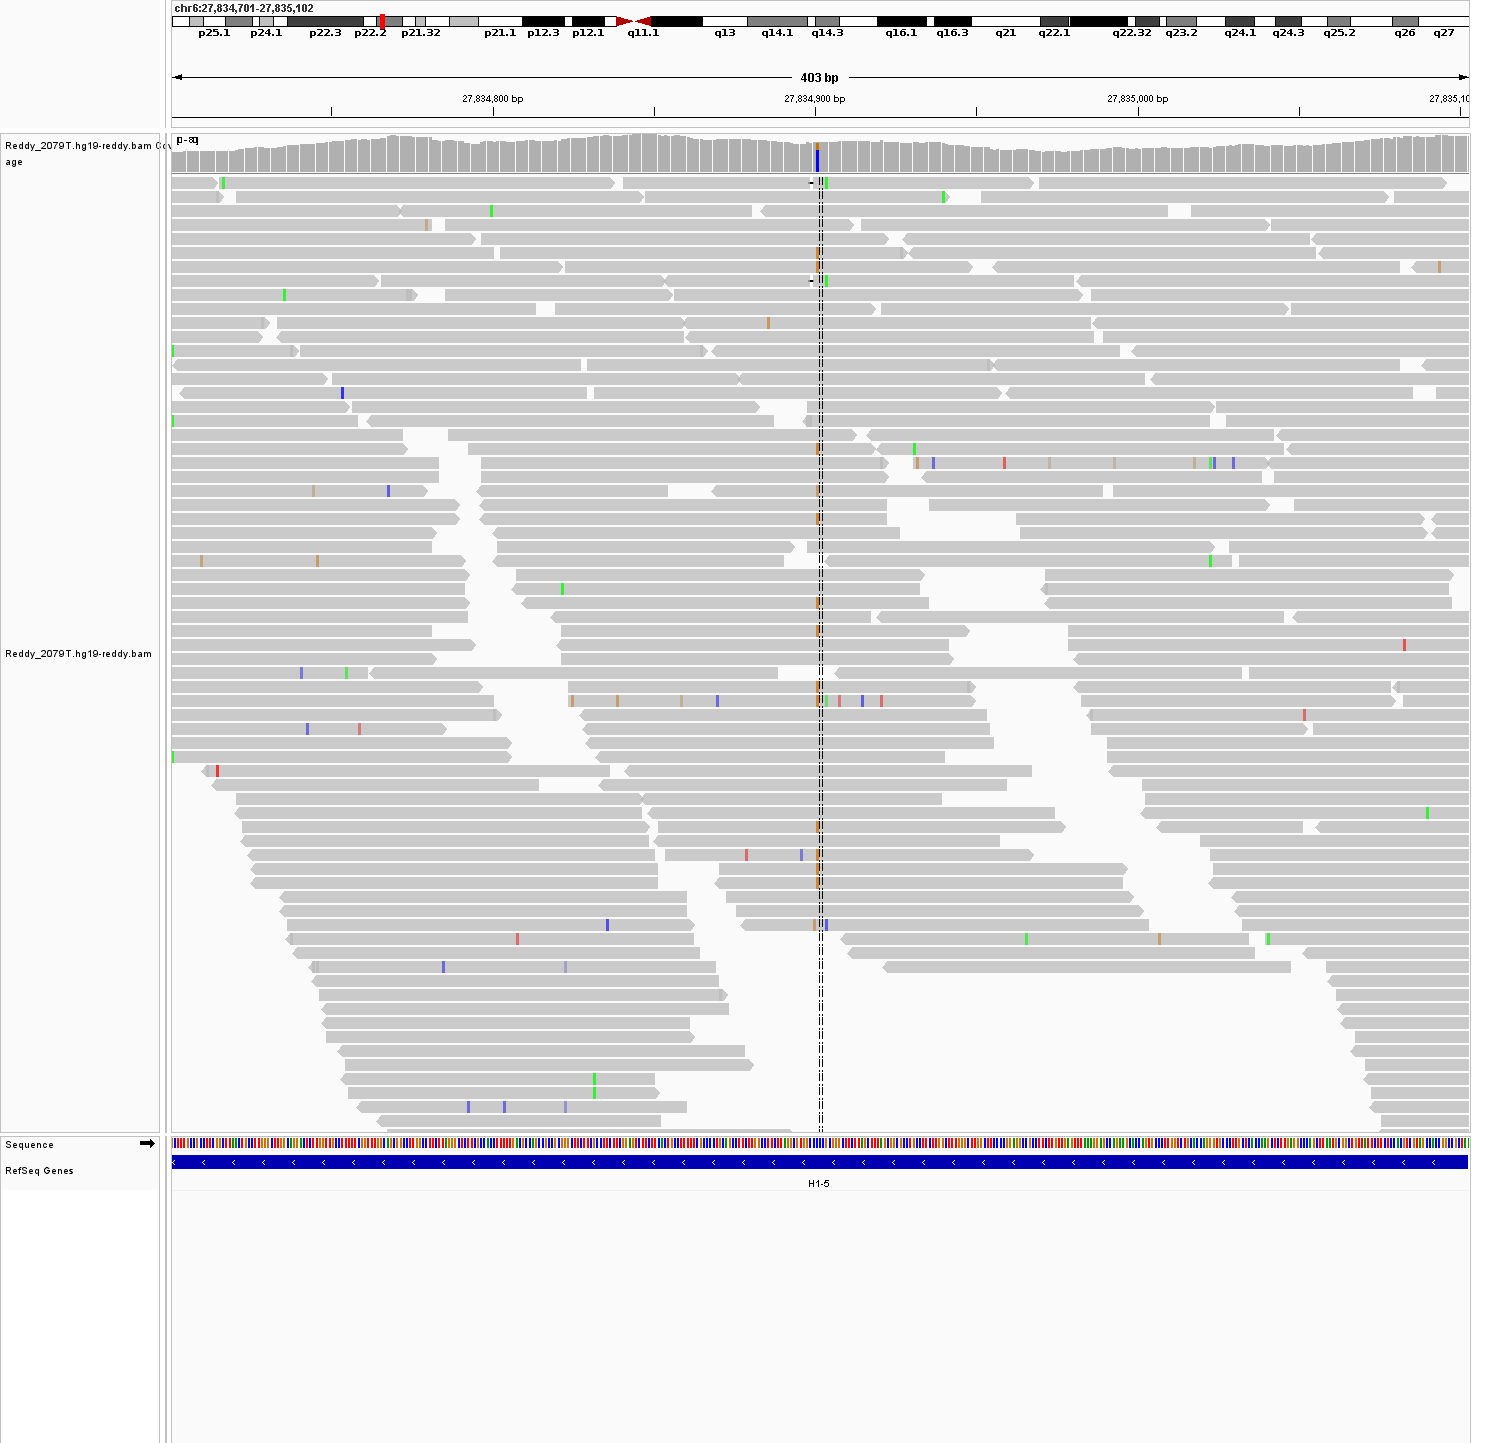 chr6:27,834,701-27,835,102
p25.1 p24.1 p22.3 p22.2 p21.32 p21.1 p12.3 p12.1 q11.1 q13 q14.1 q14.3 q16.1 q16.3 q21 q22.1 q22.32 q23.2 q24.1 q24.3 q25.2 q26 q27
403 bp
27,834,800 bp 27,834,900 bp 27,835,000 bp 27,835,10
Reddy_2079T.hg19-reddy.bam Cov
age
Reddy_2079T.hg19-reddy.bam
Sequence
RefSeq Genes
H1-5